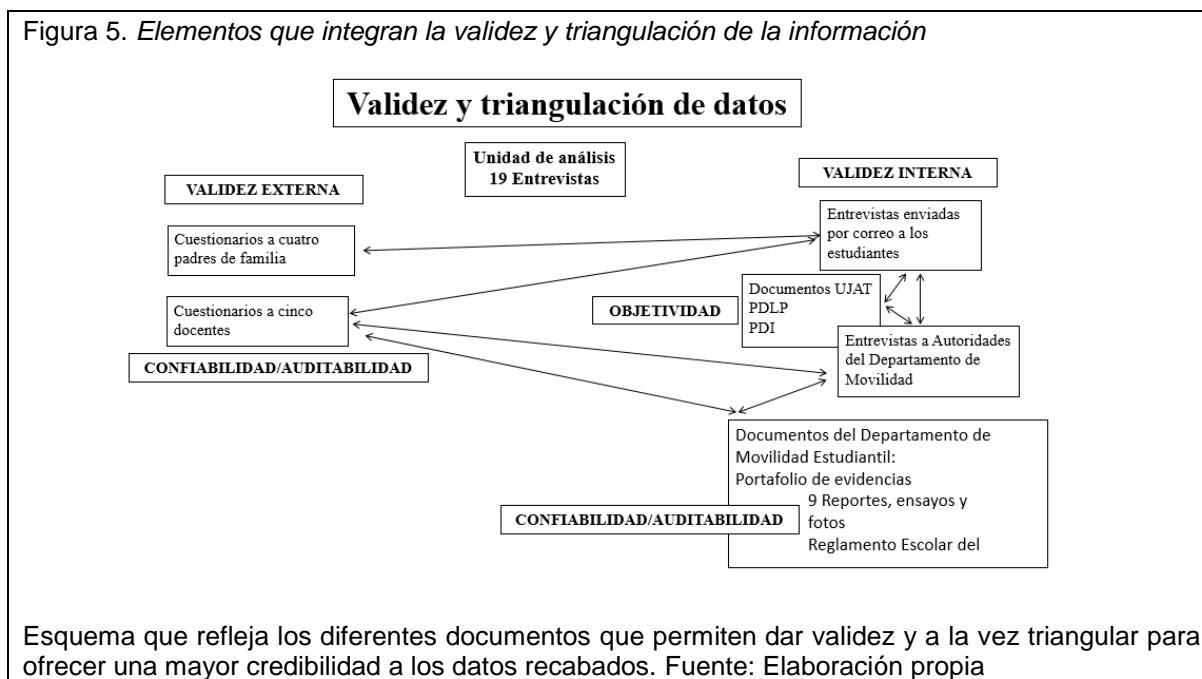 Figura 5. Elementos que integran la validez y triangulación de la información
Validez y triangulación de datos
Unidad de análisis
19 Entrevistas
VALIDEZ EXTERNA
VALIDEZ INTERNA
Cuestionarios a cuatro
padres de familia
Entrevistas enviadas
por correo a los
estudiantes
Cuestionarios a cinco
docentes
OBJETIVIDAD
Documentos UJAT
PDLP
PDI
CONFIABILIDAD/AUDITABILIDAD
Entrevistas a Autoridades
del Departamento de
Movilidad
Documentos del Departamento de
Movilidad Estudiantil:
Portafolio de evidencias
9 Reportes, ensayos y
fotos
Reglamento Escolar del
CONFIABILIDAD/AUDITABILIDAD
Esquema que refleja los diferentes documentos que permiten dar validez y a la vez triangular para
ofrecer una mayor credibilidad a los datos recabados. Fuente: Elaboración propia